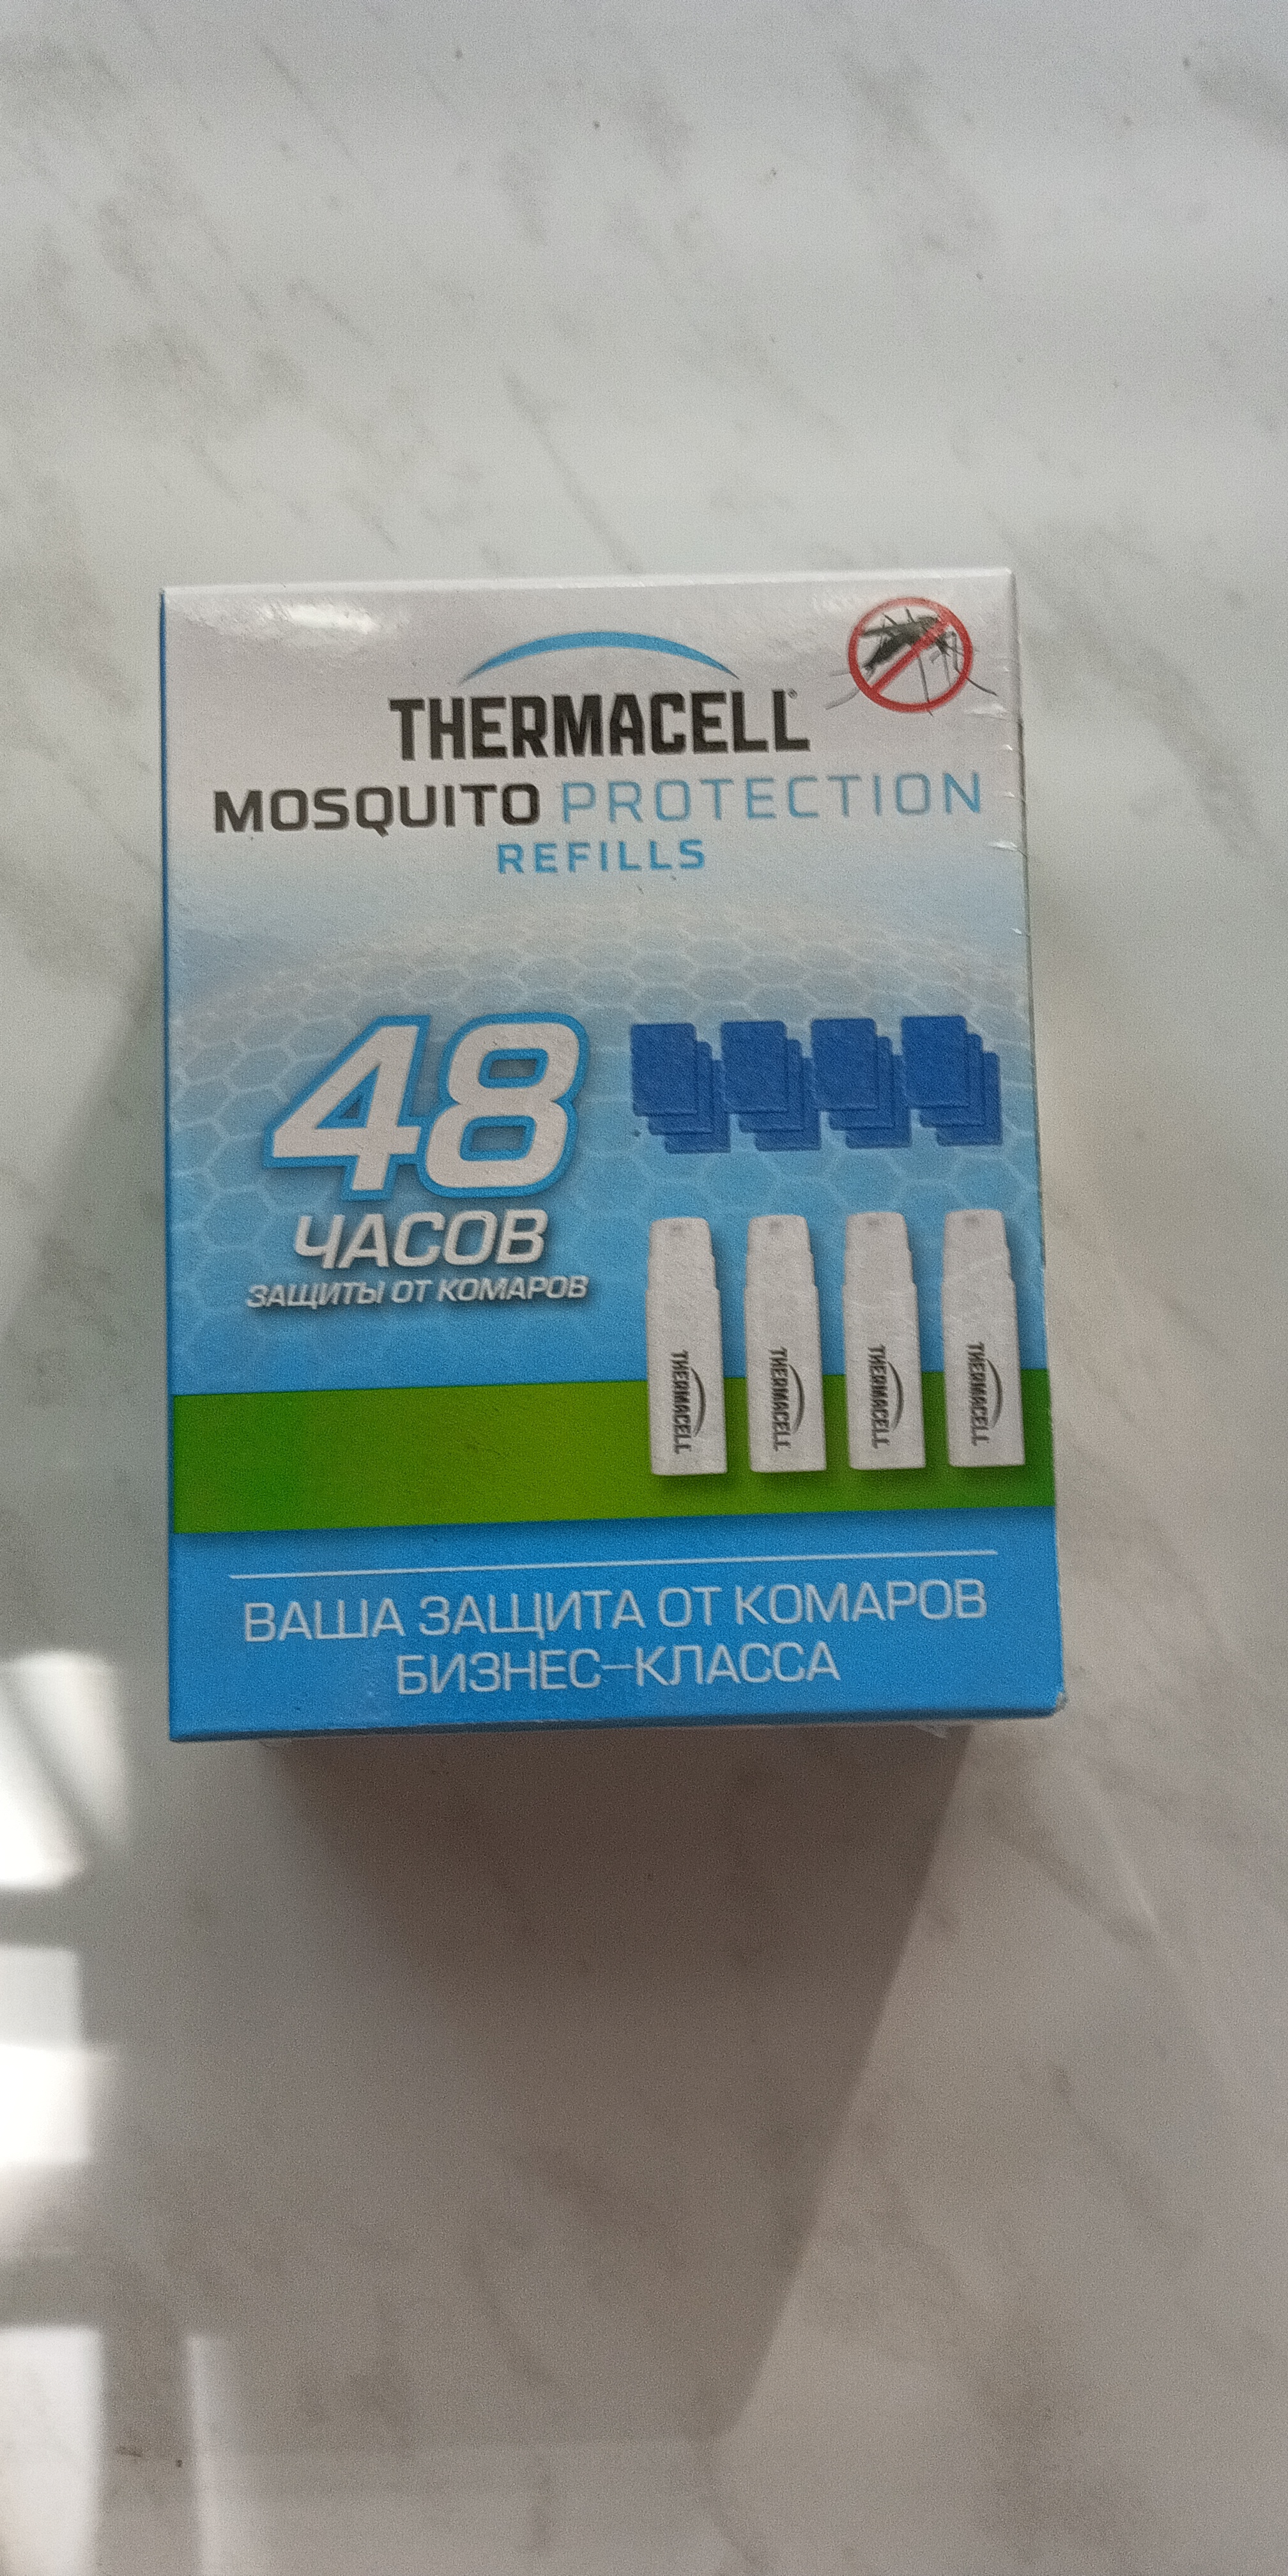 THERMACELL®
MOSQUITO PROTECTION
REFILLS
48
ЧАСОВ
ЗАЩИТЫ ОТ КОМАРОВ
THERMACELL
THERMACELL
THERMACELL
THERMACELL
ВАША ЗАЩИТА ОТ КОМАРОВ
БИЗНЕС-КЛАССА